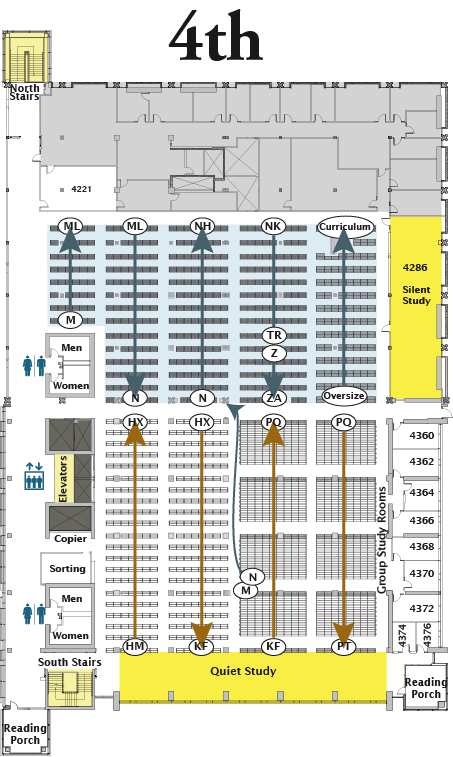 4th
North
Stairs
4221
ML
ML
NH
NK
Curriculum
4286
Silent
Study
M
TR
Z
Men
Women
N
N
ZA
Oversize
HX
HX
PQ
PQ
4360
4362
Elevators
4364
4366
Group Study Rooms
Copier
4368
Sorting
4370
N
M
Men
4372
Women
4374
4376
HM
KF
KF
PT
South Stairs
Quiet Study
Reading
Porch
Reading
Porch